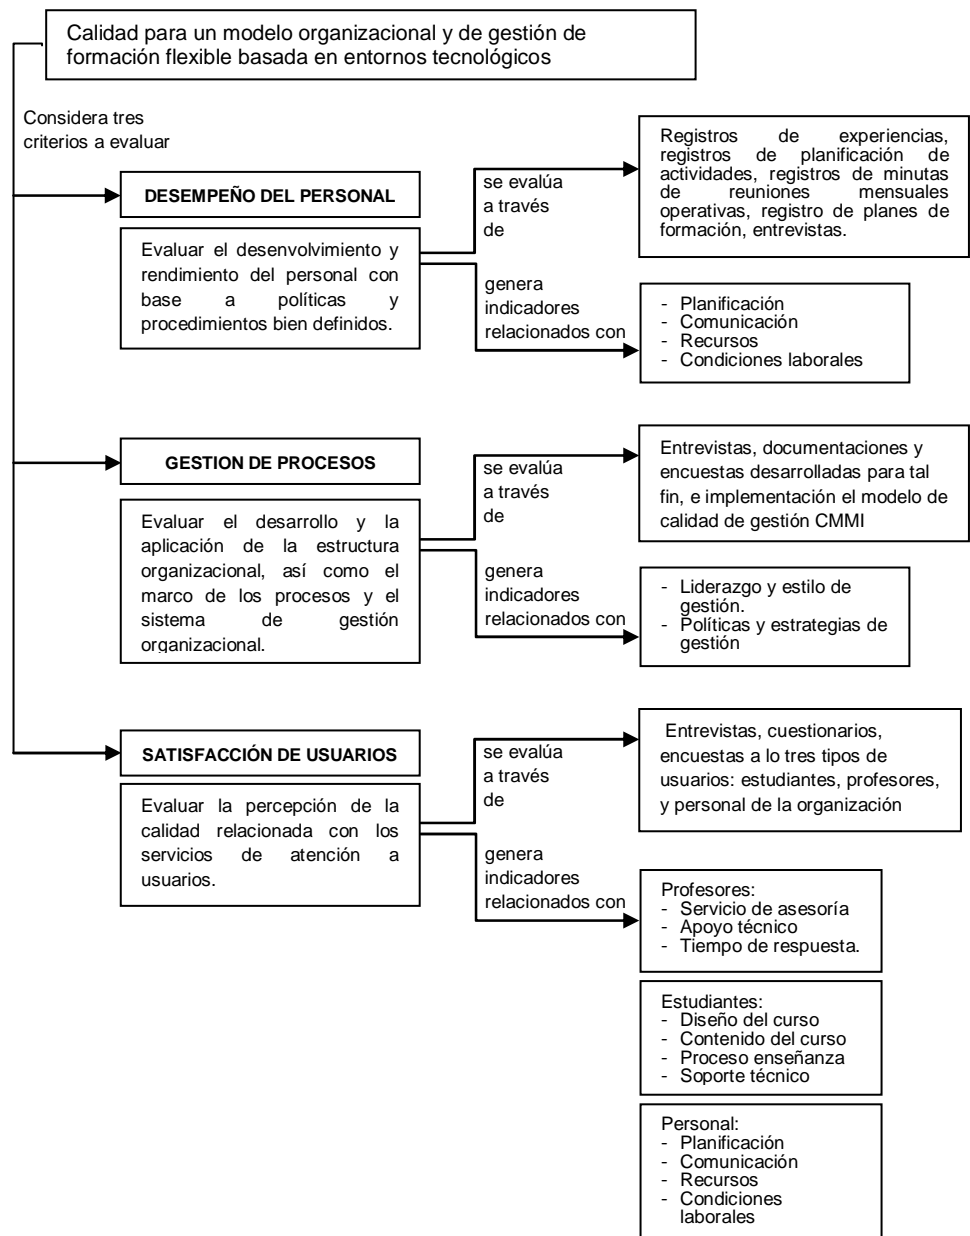 Calidad para un modelo organizacional y de gestión de
formación flexible basada en entornos tecnológicos
Considera tres
criterios a evaluar
DESEMPEÑO DEL PERSONAL
Evaluar el desenvolvimiento y
rendimiento del personal con
base a políticas y
procedimientos bien definidos.
se evalúa
a través
de
Registros de experiencias,
registros de planificación de
actividades, registros de minutas
de reuniones mensuales
operativas, registro de planes de
formación, entrevistas.
genera
indicadores
relacionados con
- Planificación
- Comunicación
- Recursos
- Condiciones laborales
GESTION DE PROCESOS
Evaluar el desarrollo y la
aplicación de la estructura
organizacional, así como el
marco de los procesos y el
sistema de gestión
organizacional.
se evalúa
a través
de
Entrevistas, documentaciones y
encuestas desarrolladas para tal
fin, e implementación el modelo de
calidad de gestión CMMI
genera
indicadores
relacionados con
- Liderazgo y estilo de
gestión.
- Políticas y estrategias de
gestión
SATISFACCIÓN DE USUARIOS
Evaluar la percepción de la
calidad relacionada con los
servicios de atención a
usuarios.
se evalúa
a través
de
Entrevistas, cuestionarios,
encuestas a lo tres tipos de
usuarios: estudiantes, profesores,
y personal de la organización
genera
indicadores
relacionados con
Profesores:
- Servicio de asesoría
- Apoyo técnico
- Tiempo de respuesta.
Estudiantes:
- Diseño del curso
- Contenido del curso
- Proceso enseñanza
- Soporte técnico
Personal:
- Planificación
- Comunicación
- Recursos
- Condiciones
laborales